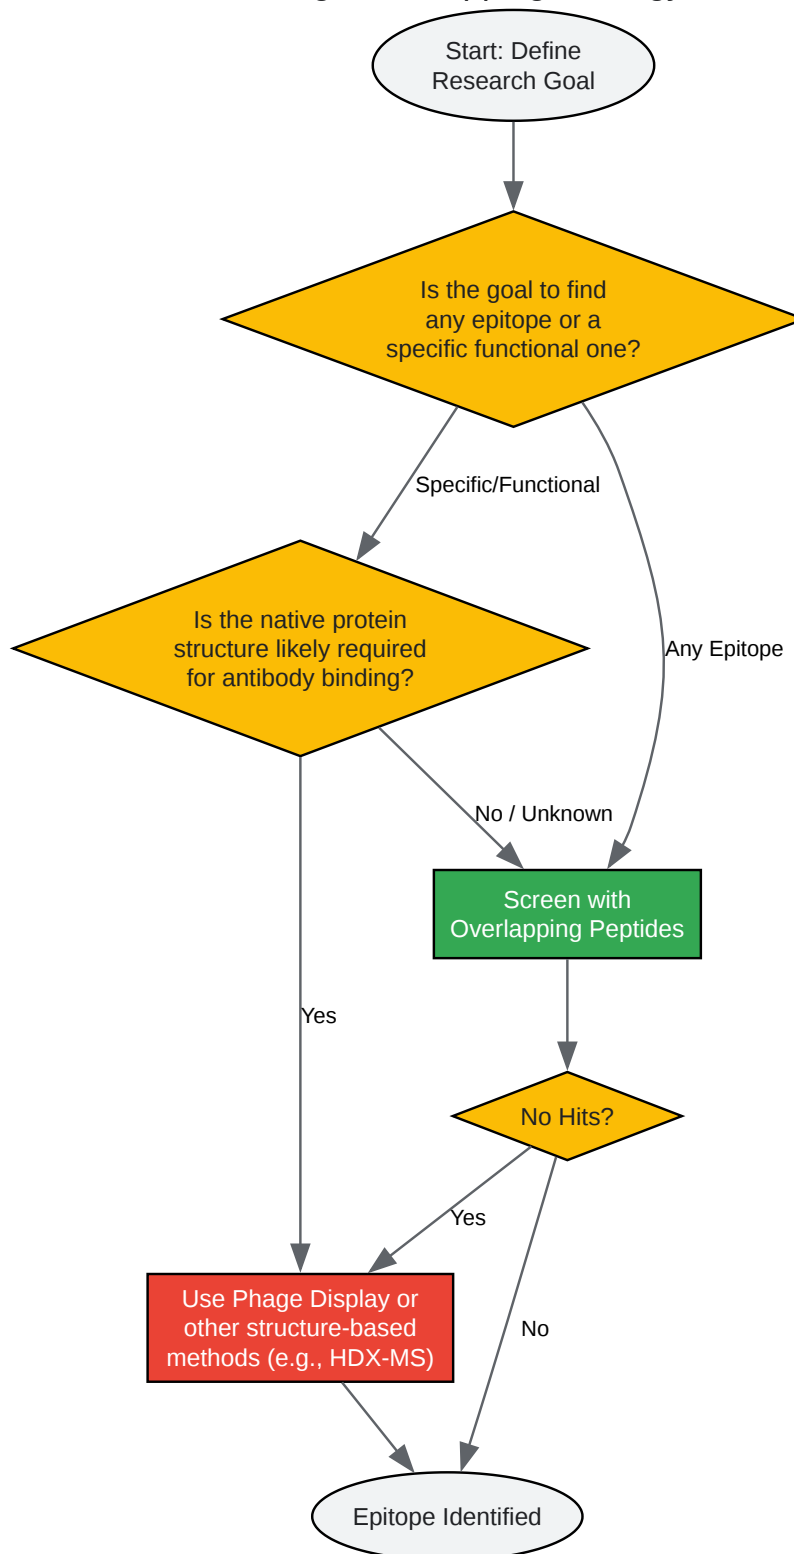 Start: Define
Research Goal
Is the goal to find
any epitope or a
specific functional one?
Specific/Functional
Is the native protein
structure likely required
for antibody binding?
Any Epitope
No / Unknown
Screen with
Overlapping Peptides
Yes
No Hits?
Yes
Use Phage Display or
other structure-based
methods (e.g., HDX-MS)
No
Epitope Identified